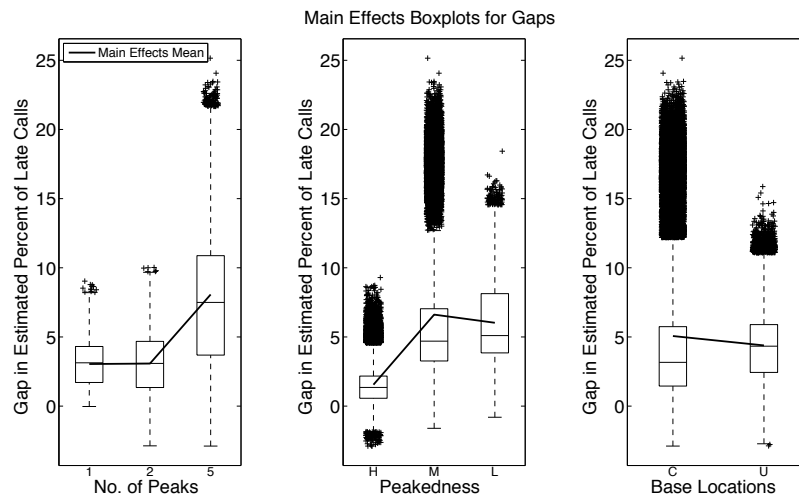 Main Effects Boxplots for Gaps
Main Effects Mean
25
20
15
10
5
0
Gap in Estimated Percent of Late Calls
1 2 5
No. of Peaks
25
20
15
10
5
0
Gap in Estimated Percent of Late Calls
H M L
Peakedness
25
20
15
10
5
0
Gap in Estimated Percent of Late Calls
C U
Base Locations